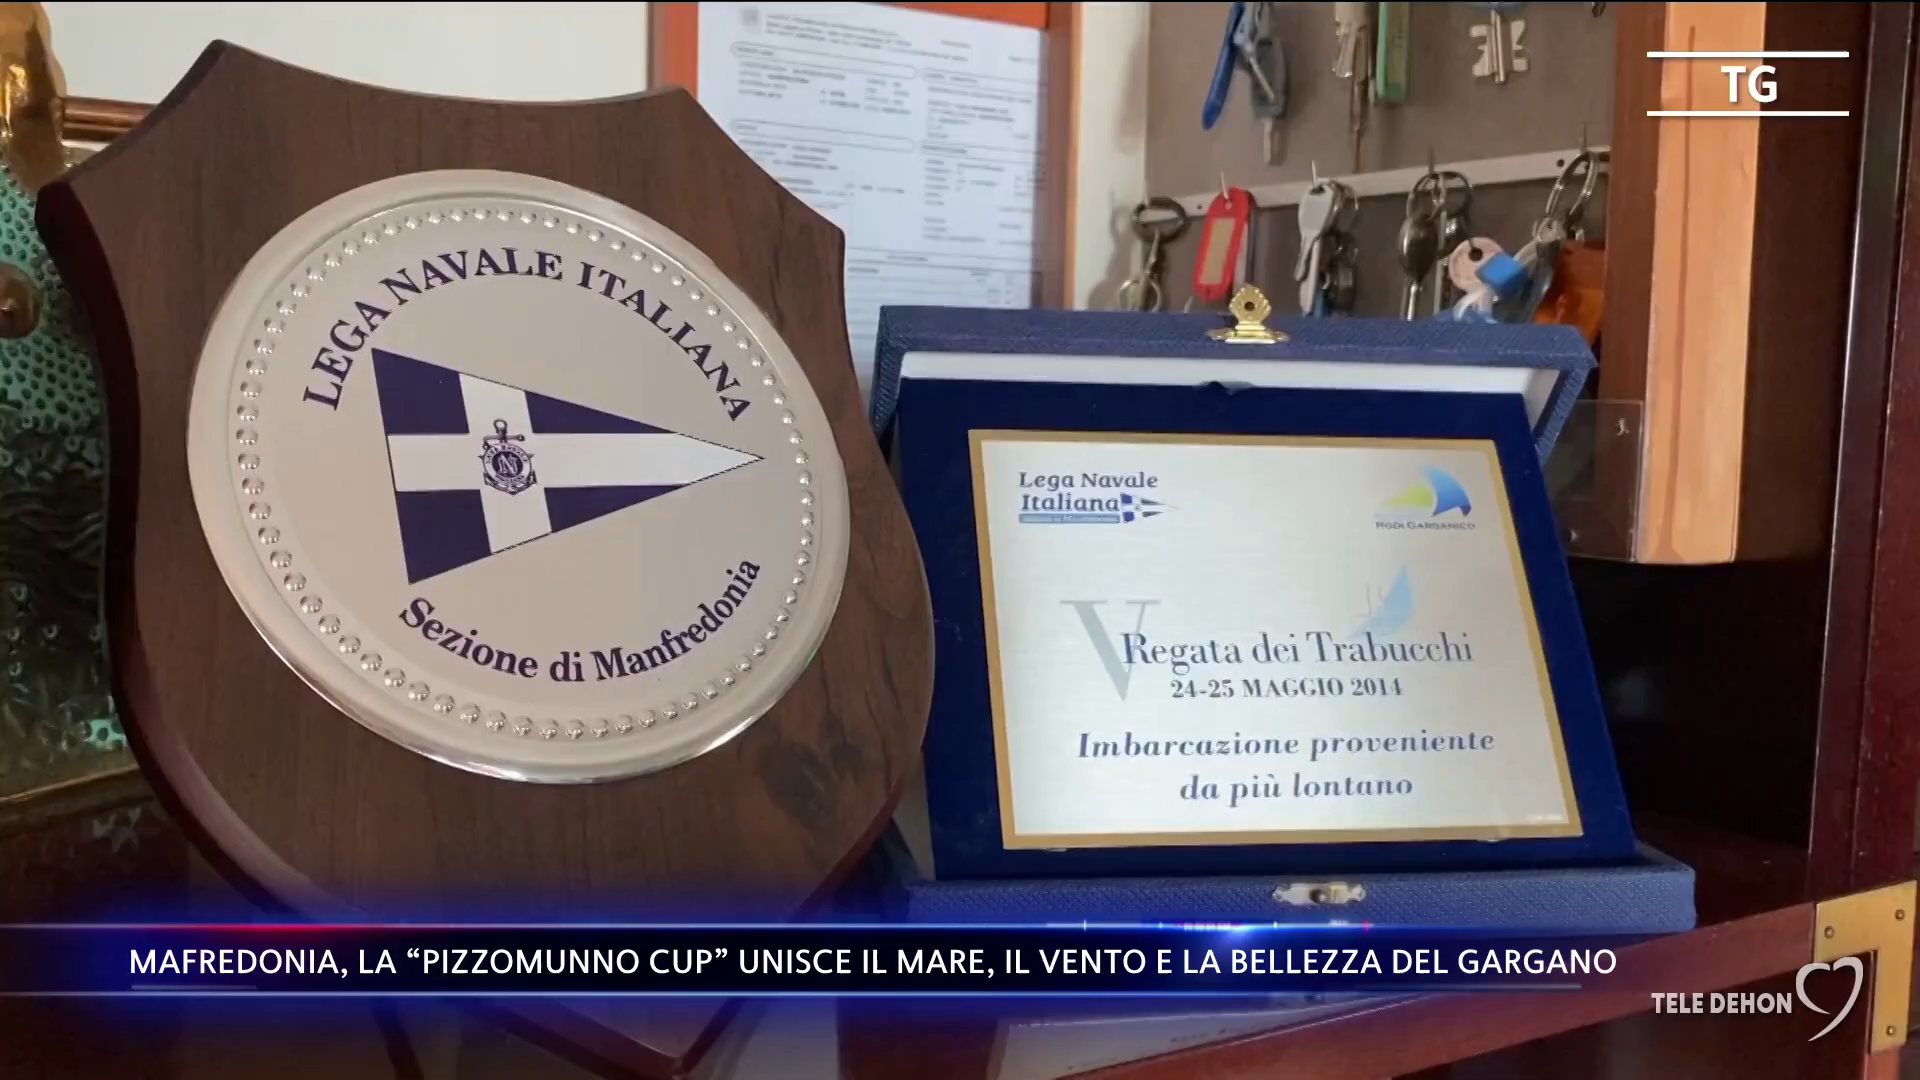 TG
LEGA NAVALE ITALIANA
Sezione di Manfredonia
Lega Navale
Italiana
RODI GARGANICO
V Regata dei Trabucchi
24-25 MAGGIO 2014
Imbarcazione proveniente
da più lontano
MAFREDONIA, LA “PIZZOMUNNO CUP” UNISCE IL MARE, IL VENTO E LA BELLEZZA DEL GARGANO
TELE DEHON